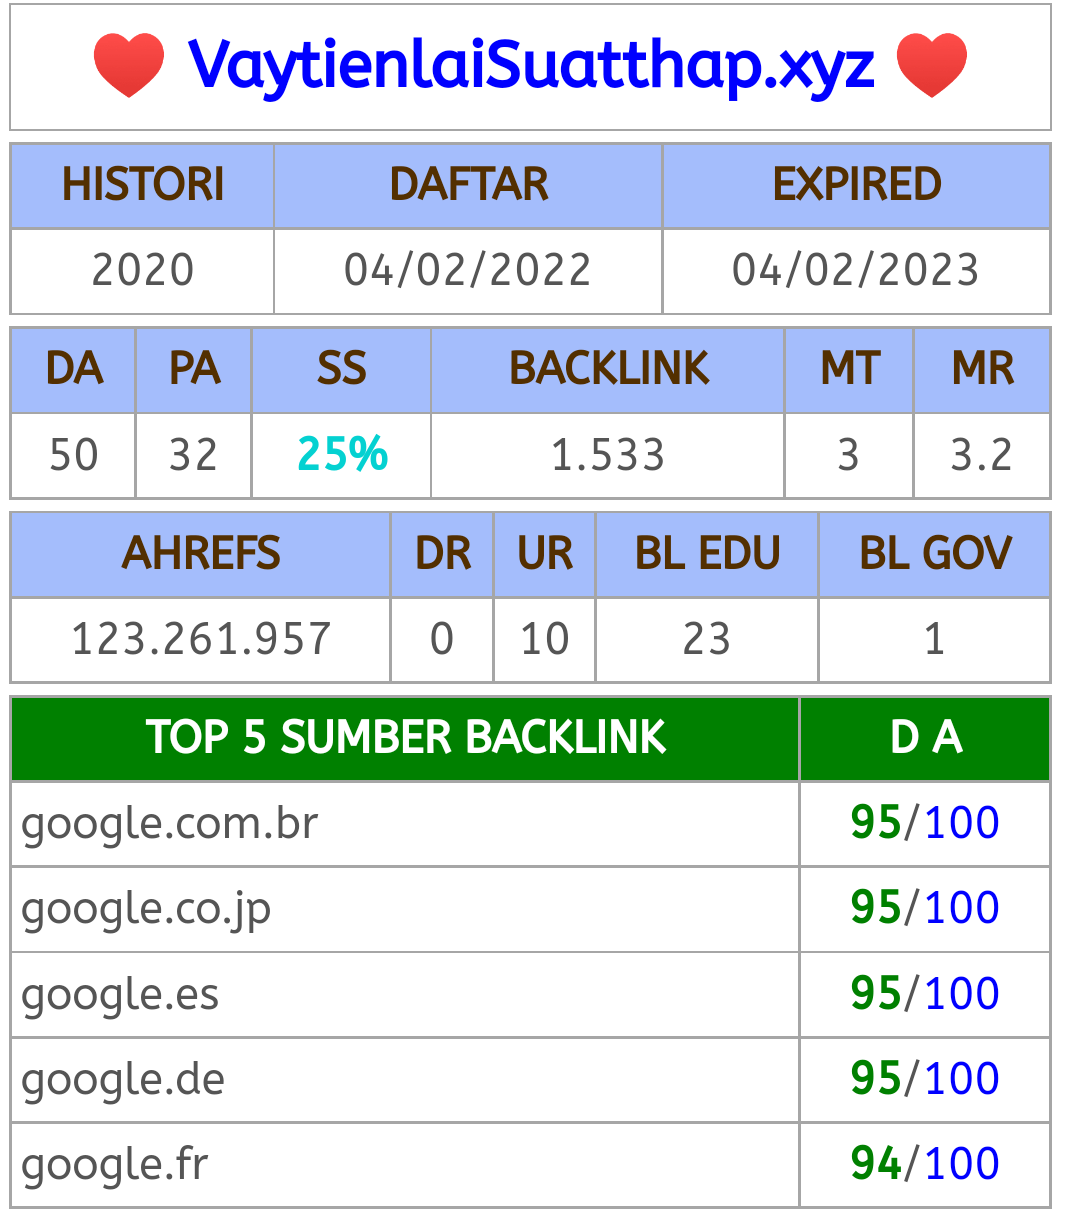 ❤️ VaytienlaiSuatthap.xyz ❤️
HISTORI DAFTAR EXPIRED
2020 04/02/2022 04/02/2023
DA PA SS BACKLINK MT MR
50 32 25% 1.533 3 3.2
AHREFS DR UR BL EDU BL GOV
123.261.957 0 10 23 1
TOP 5 SUMBER BACKLINK D A
google.com.br 95/100
google.co.jp 95/100
google.es 95/100
google.de 95/100
google.fr 94/100